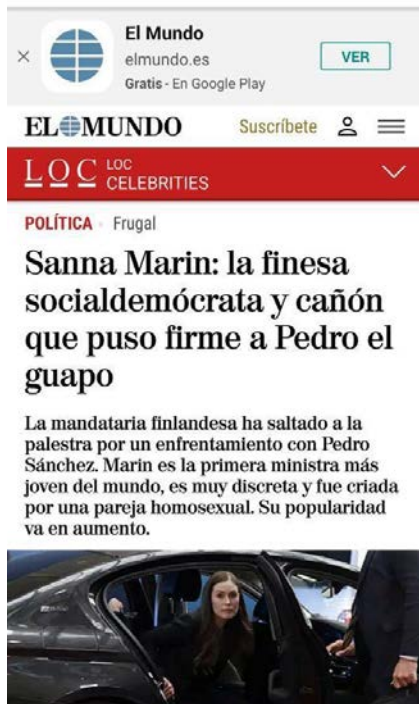 El Mundo
elmundo.es
Gratis - En Google Play
VER
EL MUNDO
Suscríbete
LOC
LOC
CELEBRITIES
POLÍTICA Frugal
Sanna Marin: la finesa
socialdemócrata y cañón
que puso firme a Pedro el
guapo
La mandataria finlandesa ha saltado a la
palestra por un enfrentamiento con Pedro
Sánchez. Marin es la primera ministra más
joven del mundo, es muy discreta y fue criada
por una pareja homosexual. Su popularidad
va en aumento.